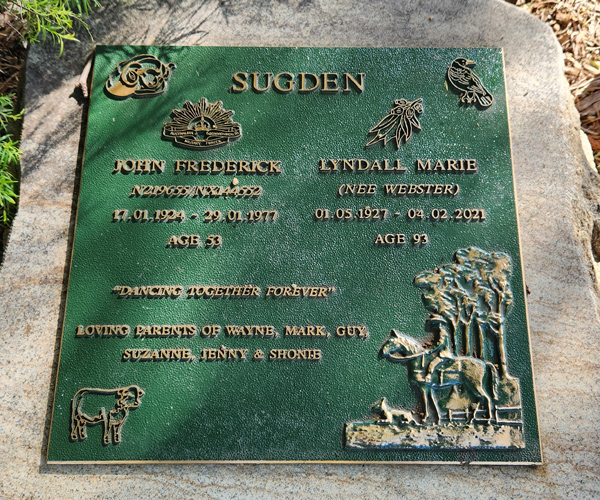 SUGDEN
JOHN FREDERICK
N219655/NX144552
17.01.1924 - 29.01.1977
AGE 53
LYNDALL MARIE
(NEE WEBSTER)
01.05.1927 - 04.02.2021
AGE 93
"DANCING TOGETHER FOREVER"
LOVING PARENTS OF WAYNE, MARK, GUY,
SUZANNE, JENNY & SHONIE